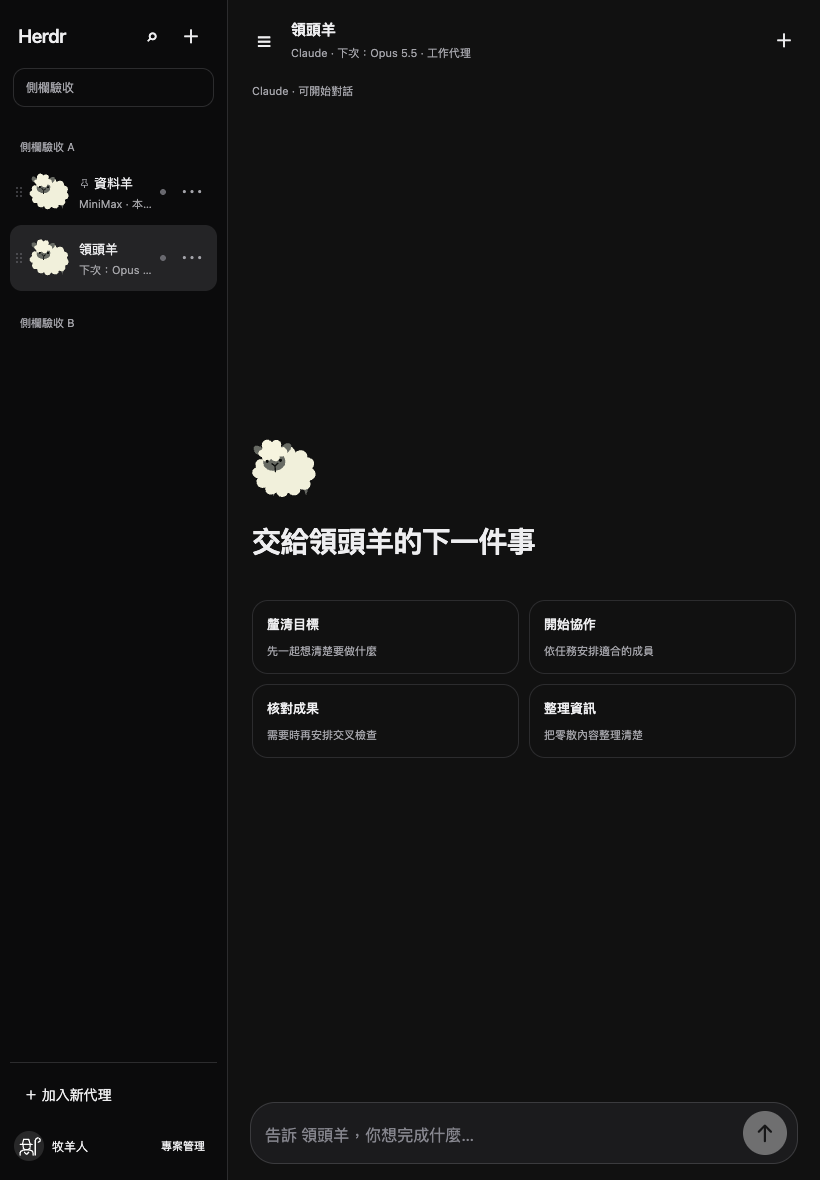 Herdr
側欄驗收
側欄驗收 A
資料羊
MiniMax · 本...
領頭羊
下次：Opus ...
側欄驗收 B
+ 加入新代理
牧羊人
專案管理
領頭羊
Claude · 下次：Opus 5.5 · 工作代理
Claude · 可開始對話
交給領頭羊的下一件事
釐清目標
先一起想清楚要做什麼
開始協作
依任務安排適合的成員
核對成果
需要時再安排交叉檢查
整理資訊
把零散內容整理清楚
告訴 領頭羊，你想完成什麼...